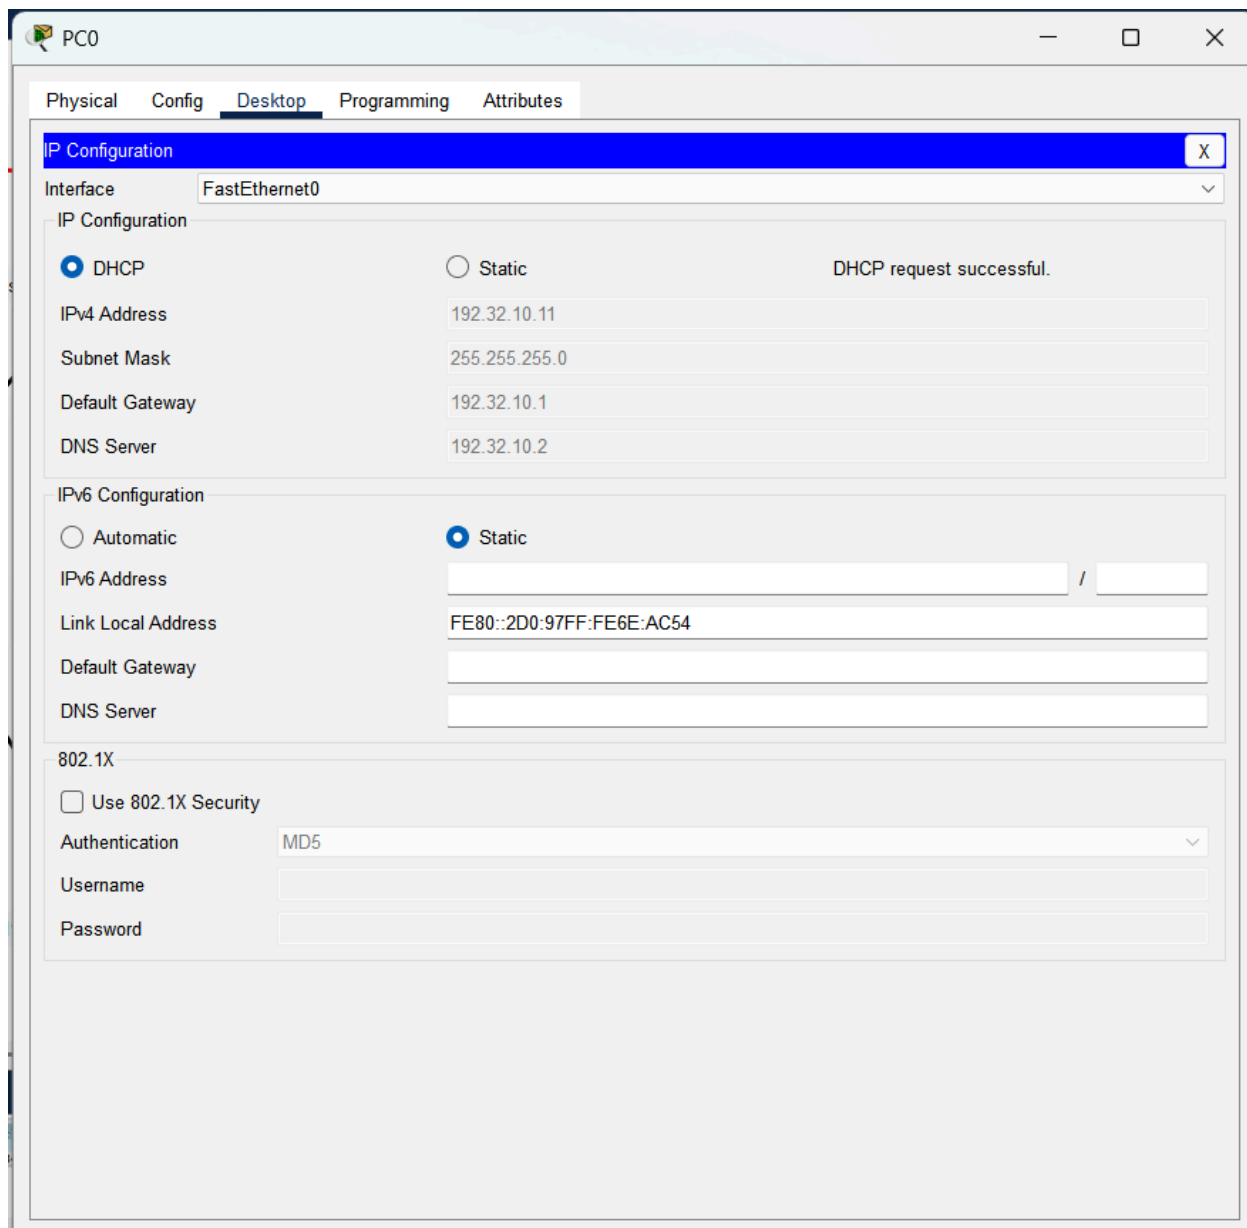 PC0
Physical Config Desktop Programming Attributes
IP Configuration
X
Interface FastEthernet0
IP Configuration
DHCP Static DHCP request successful.
IPv4 Address 192.32.10.11
Subnet Mask 255.255.255.0
Default Gateway 192.32.10.1
DNS Server 192.32.10.2
IPv6 Configuration
Automatic Static
IPv6 Address /
Link Local Address FE80::2D0:97FF:FE6E:AC54
Default Gateway
DNS Server
802.1X
Use 802.1X Security
Authentication MD5
Username
Password